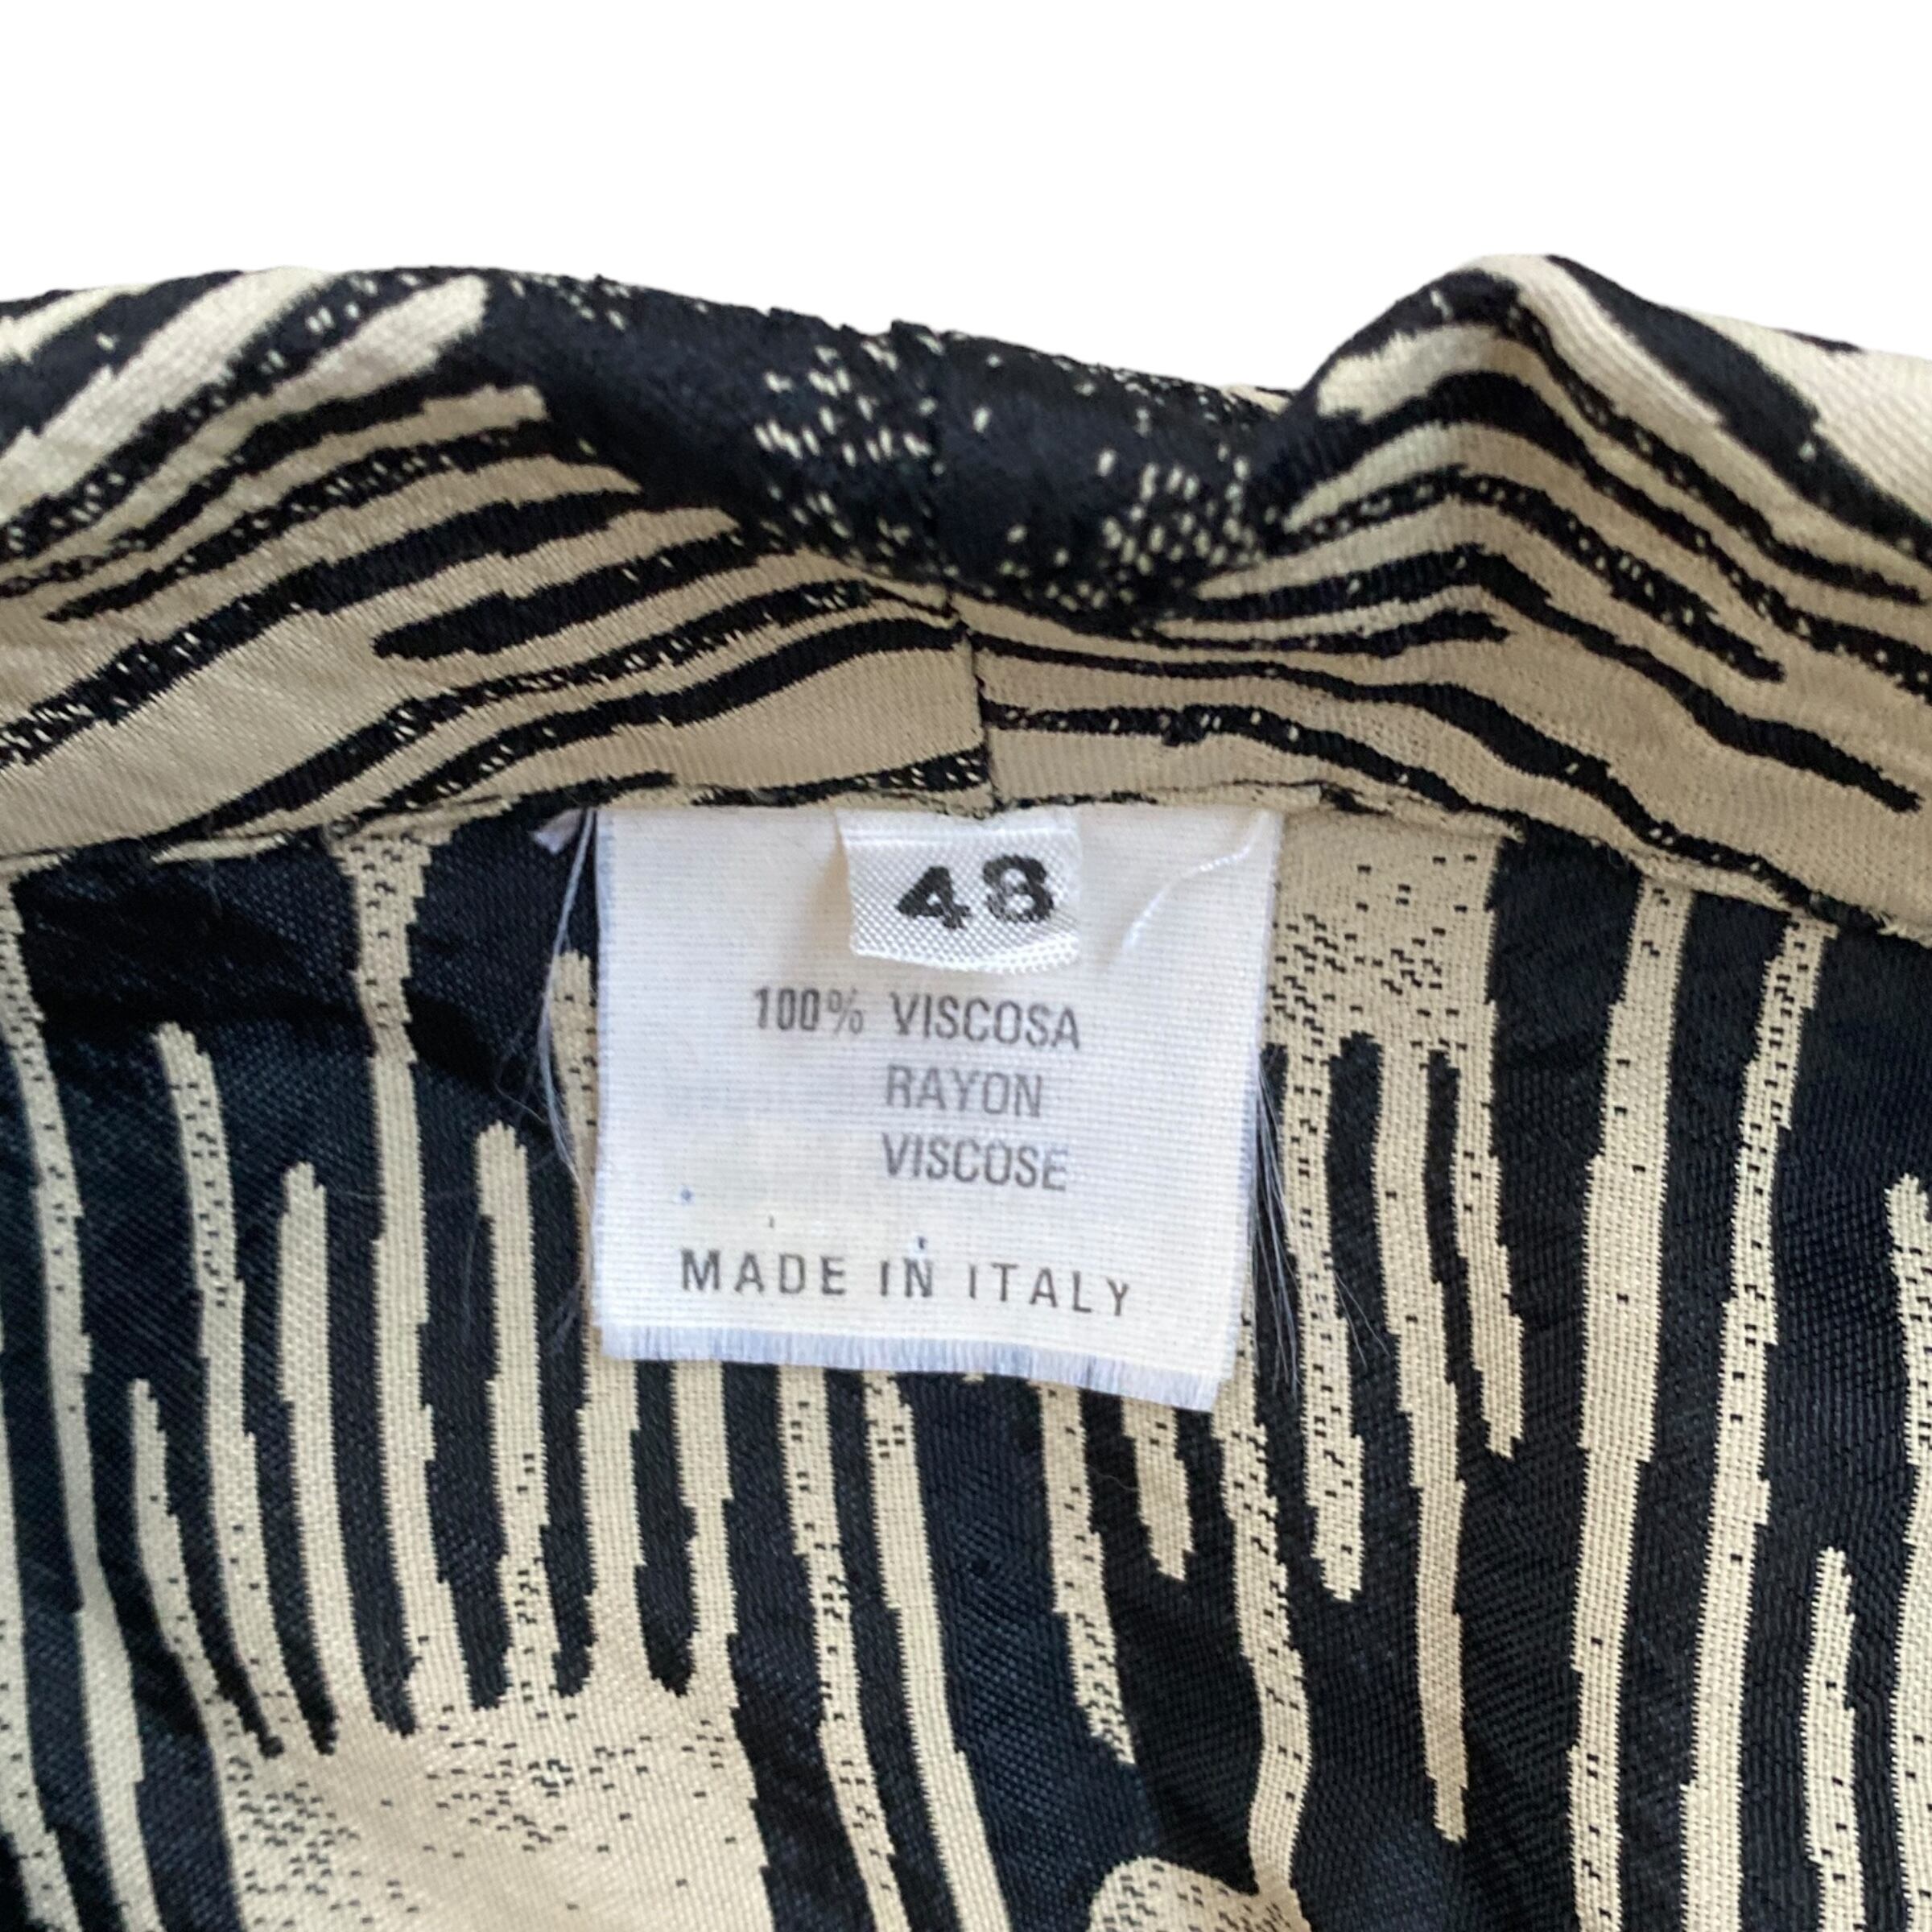 48
100% VISCOSA
RAYON
VISCOSE
MADE IN ITALY